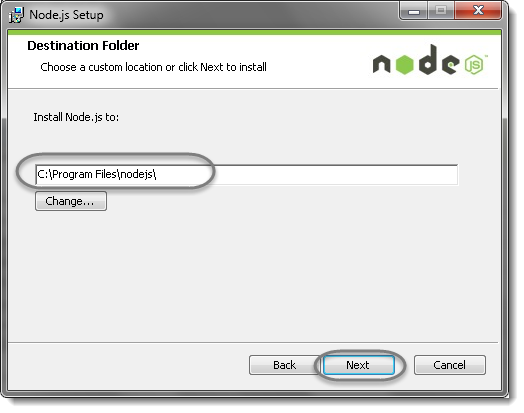 Node.js Setup
Destination Folder
Choose a custom location or click Next to install
node JS
Install Node.js to:
C:\Program Files\nodejs\
Change...
Back Next Cancel